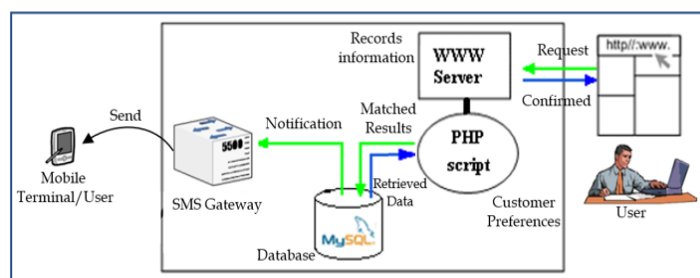 Records
information
WWW
Server
Request
Confirmed
http//:www.
Send
Notification
Matched
Results
5500
PHP
script
Mobile
Terminal/User
SMS Gateway
Retrieved
Data
Customer
Preferences
User
Database
MySQL